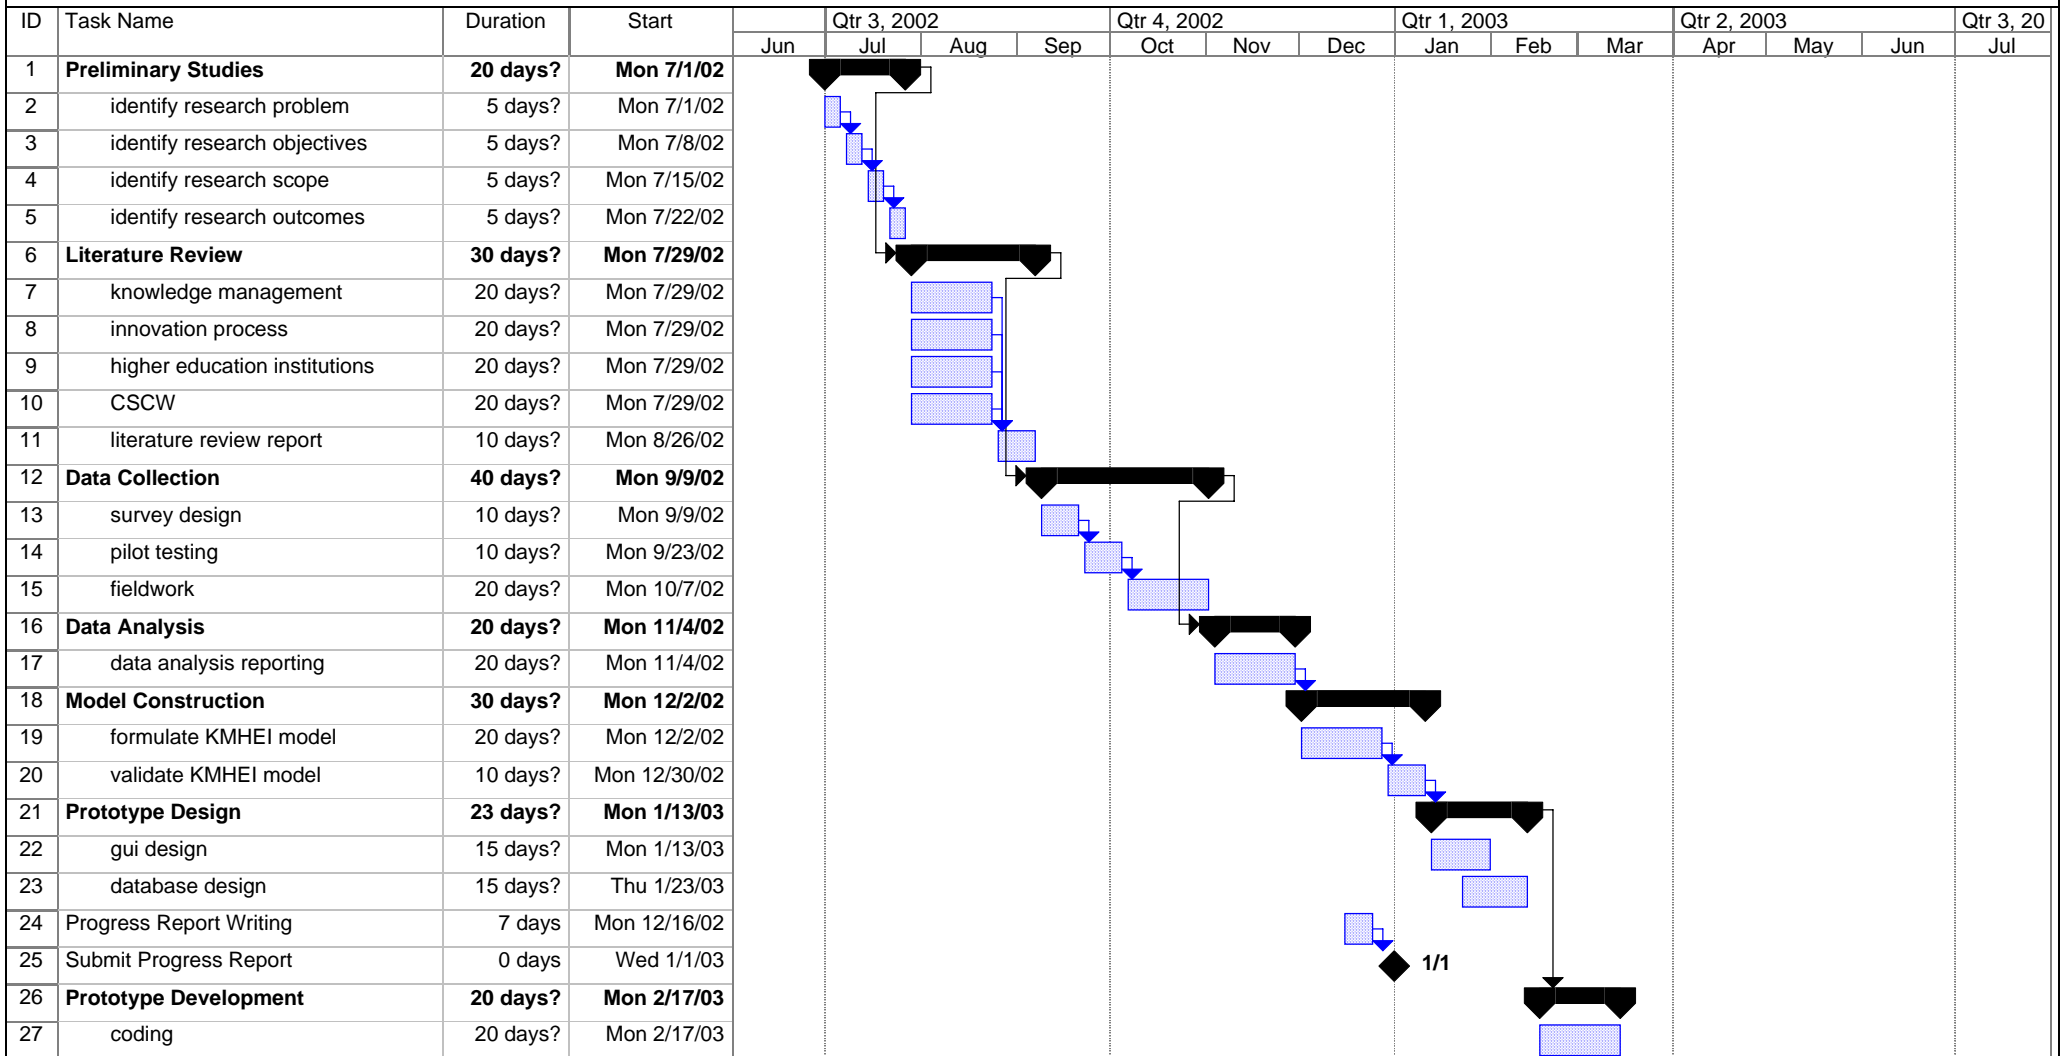 ID Task Name Duration Start Qtr 3, 2002 Qtr 4, 2002 Qtr 1, 2003 Qtr 2, 2003 Qtr 3, 20
Jun Jul Aug Sep Oct Nov Dec Jan Feb Mar Apr May Jun Jul
1 Preliminary Studies 20 days? Mon 7/1/02
2 identify research problem 5 days? Mon 7/1/02
3 identify research objectives 5 days? Mon 7/8/02
4 identify research scope 5 days? Mon 7/15/02
5 identify research outcomes 5 days? Mon 7/22/02
6 Literature Review 30 days? Mon 7/29/02
7 knowledge management 20 days? Mon 7/29/02
8 innovation process 20 days? Mon 7/29/02
9 higher education institutions 20 days? Mon 7/29/02
10 CSCW 20 days? Mon 7/29/02
11 literature review report 10 days? Mon 8/26/02
12 Data Collection 40 days? Mon 9/9/02
13 survey design 10 days? Mon 9/9/02
14 pilot testing 10 days? Mon 9/23/02
15 fieldwork 20 days? Mon 10/7/02
16 Data Analysis 20 days? Mon 11/4/02
17 data analysis reporting 20 days? Mon 11/4/02
18 Model Construction 30 days? Mon 12/2/02
19 formulate KMHEI model 20 days? Mon 12/2/02
20 validate KMHEI model 10 days? Mon 12/30/02
21 Prototype Design 23 days? Mon 1/13/03
22 gui design 15 days? Mon 1/13/03
23 database design 15 days? Thu 1/23/03
24 Progress Report Writing 7 days Mon 12/16/02
25 Submit Progress Report 0 days Wed 1/1/03 1/1
26 Prototype Development 20 days? Mon 2/17/03
27 coding 20 days? Mon 2/17/03